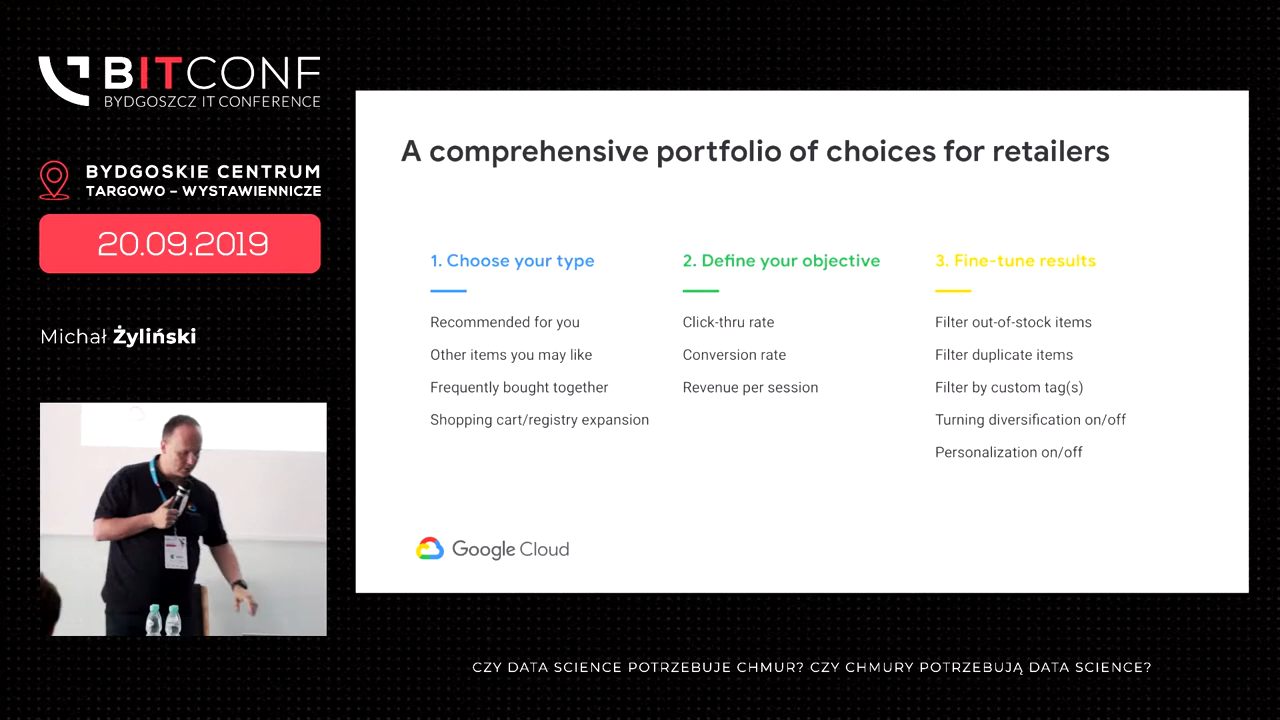 BITCONF
BYDGOSZCZ IT CONFERENCE
BYDGOSKIE CENTRUM
TARGOWO – WYSTAWIENNICZE
20.09.2019
Michał Żyliński
A comprehensive portfolio of choices for retailers
1. Choose your type
Recommended for you
Other items you may like
Frequently bought together
Shopping cart/registry expansion
2. Define your objective
Click-thru rate
Conversion rate
Revenue per session
3. Fine-tune results
Filter out-of-stock items
Filter duplicate items
Filter by custom tag(s)
Turning diversification on/off
Personalization on/off
Google Cloud
CZY DATA SCIENCE POTRZEBUJE CHMUR? CZY CHMURY POTRZEBUJĄ DATA SCIENCE?